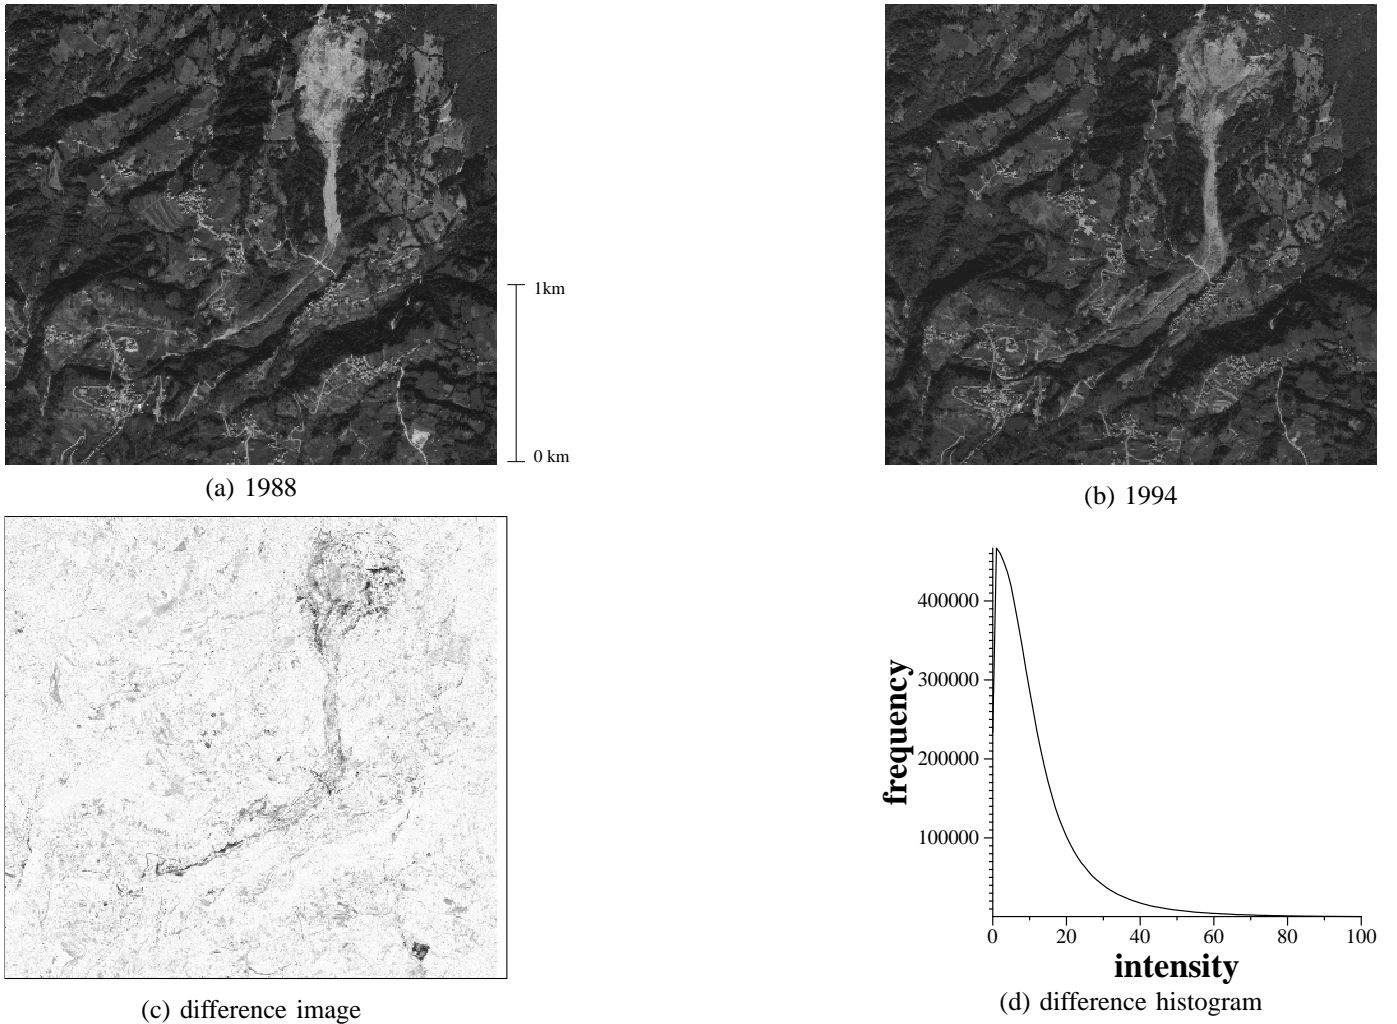 1km
0 km
(a) 1988
(b) 1994
(c) difference image
400000
300000
200000
100000
frequency
0 20 40 60 80 100
intensity
(d) difference histogram